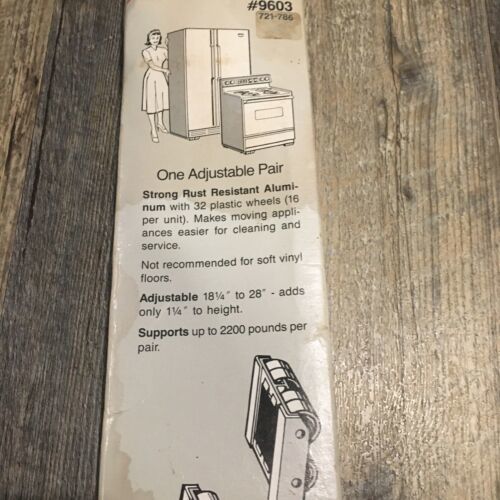 #9603
721-786
One Adjustable Pair
Strong Rust Resistant Alumi-
num with 32 plastic wheels (16
per unit). Makes moving appli-
ances easier for cleaning and
service.
Not recommended for soft vinyl
floors.
Adjustable 18¼" to 28" - adds
only 1¼" to height.
Supports up to 2200 pounds per
pair.